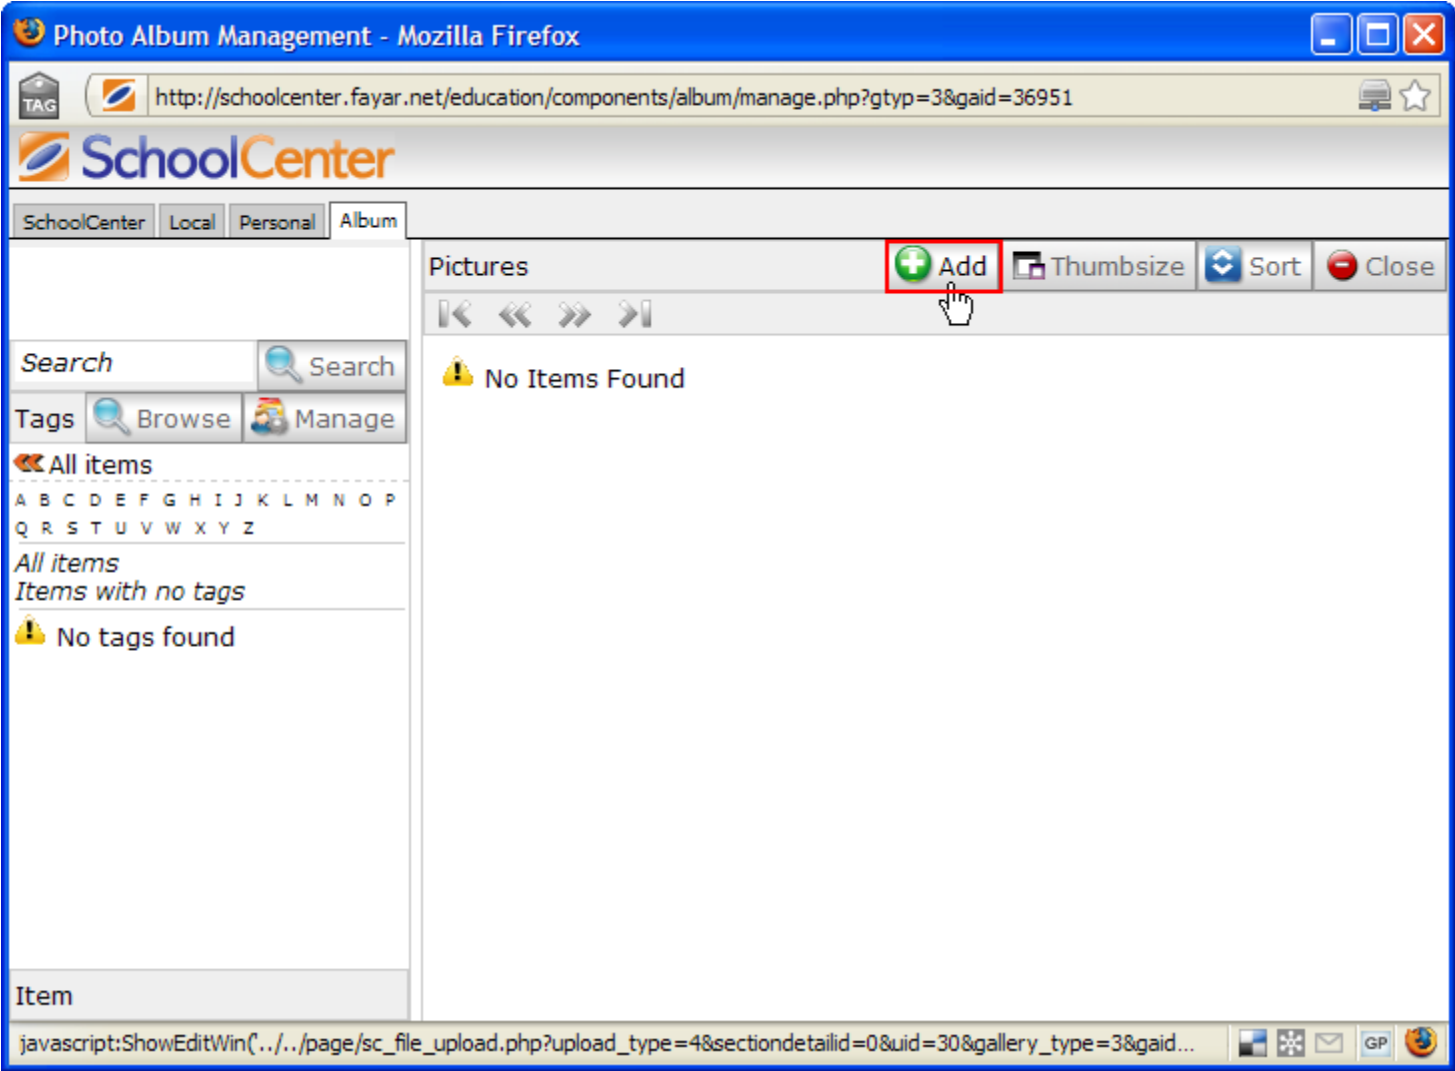 Photo Album Management - Mozilla Firefox
TAG
http://schoolcenter.fayar.net/education/components/album/manage.php?gtyp=3&gaid=36951
SchoolCenter
SchoolCenter Local Personal Album
Pictures Add Thumbsize Sort Close
Search Search
No Items Found
Tags Browse Manage
All items
A B C D E F G H I J K L M N O P
Q R S T U V W X Y Z
All items
Items with no tags
No tags found
Item
javascript:ShowEditWin('../../page/sc_file_upload.php?upload_type=4&sectiondetailid=0&uid=30&gallery_type=3&gaid... GP